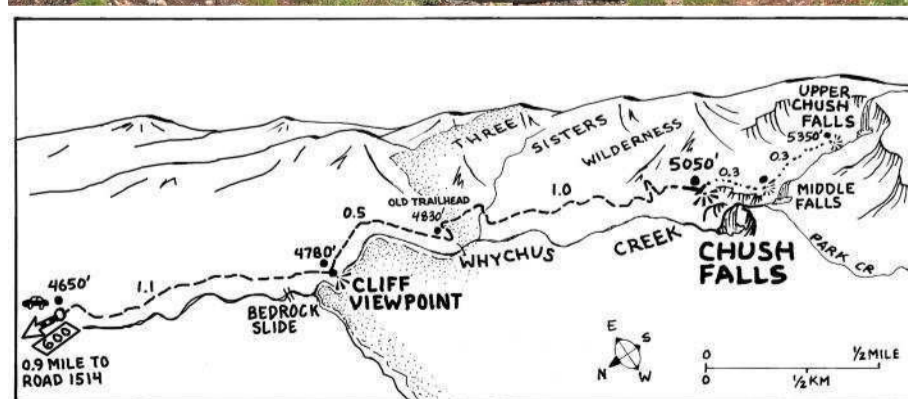 UPPER
CHUSH
FALLS
5350'
THREE
SISTERS
WILDERNESS
5050'
0.3
0.3
OLD TRAILHEAD
4830'
1.0
MIDDLE
FALLS
0.5
4780'
WHYCHUS
CREEK
CHUSH
FALLS
PARK CR.
4650'
1.1
CLIFF
VIEWPOINT
BEDROCK
SLIDE
600
0.9 MILE TO
ROAD 1514
E
S
N
W
0
1/2 MILE
0
1/2 KM